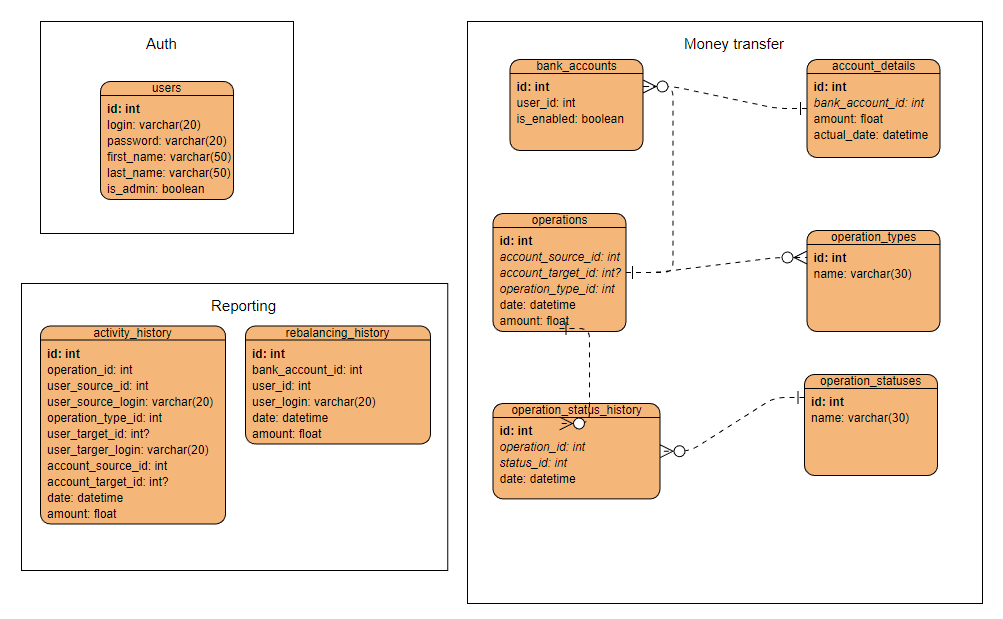 Auth
users
id: int
login: varchar(20)
password: varchar(20)
first_name: varchar(50)
last_name: varchar(50)
is_admin: boolean
Reporting
activity_history
id: int
operation_id: int
user_source_id: int
user_source_login: varchar(20)
operation_type_id: int
user_target_id: int?
user_targer_login: varchar(20)
account_source_id: int
account_target_id: int?
date: datetime
amount: float
rebalancing_history
id: int
bank_account_id: int
user_id: int
user_login: varchar(20)
date: datetime
amount: float
Money transfer
bank_accounts
id: int
user_id: int
is_enabled: boolean
account_details
id: int
bank_account_id: int
amount: float
actual_date: datetime
operations
id: int
account_source_id: int
account_target_id: int?
operation_type_id: int
date: datetime
amount: float
operation_types
id: int
name: varchar(30)
operation_status_history
id: int
operation_id: int
status_id: int
date: datetime
operation_statuses
id: int
name: varchar(30)